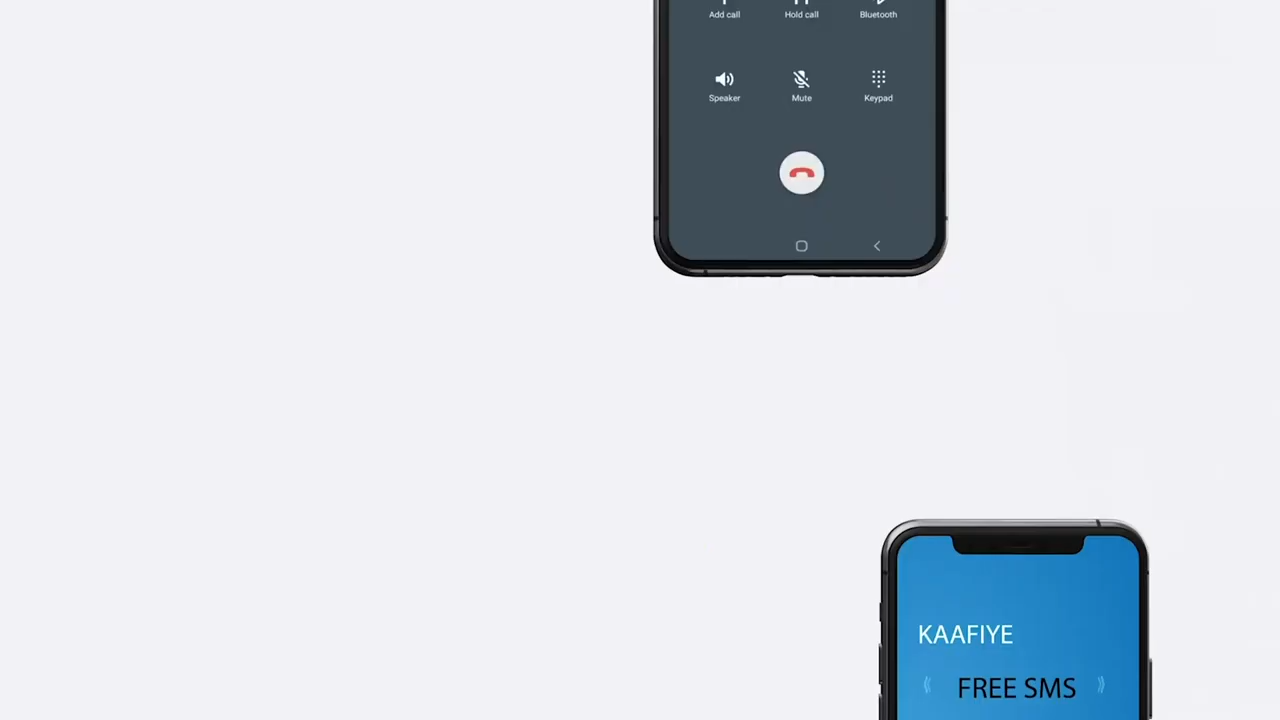 Add call Hold call Bluetooth
Speaker Mute Keypad
KAAFIYE
FREE SMS